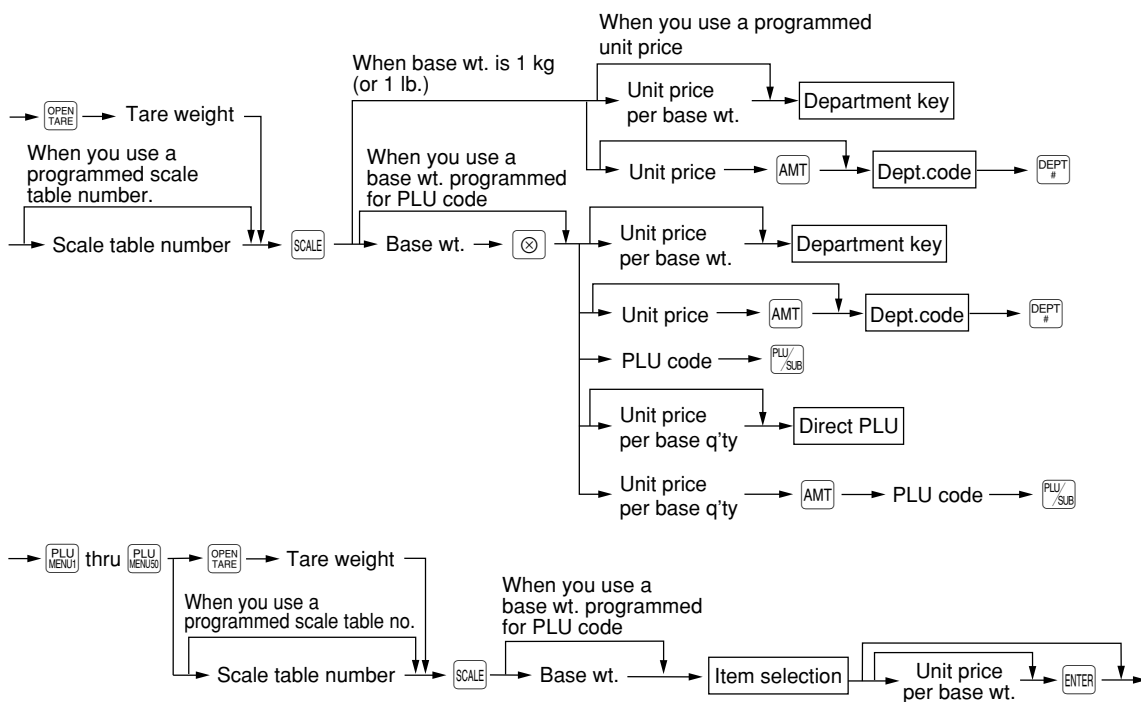 When you use a programmed
unit price
When base wt. is 1 kg
(or 1 lb.)
Unit price
per base wt.
Department key
OPEN
TARE
Tare weight
When you use a
programmed scale
table number.
When you use a
base wt. programmed
for PLU code
Unit price
AMT
Dept.code
DEPT
#
Scale table number
SCALE
Base wt.
⊗
Unit price
per base wt.
Department key
Unit price
AMT
Dept.code
DEPT
#
PLU code
PLU/
SUB
Unit price
per base q'ty
Direct PLU
Unit price
per base q'ty
AMT
PLU code
PLU/
SUB
PLU
MENU1
thru
PLU
MENU50
OPEN
TARE
Tare weight
When you use a
programmed scale table no.
When you use a
base wt. programmed
for PLU code
Scale table number
SCALE
Base wt.
Item selection
Unit price
per base wt.
ENTER